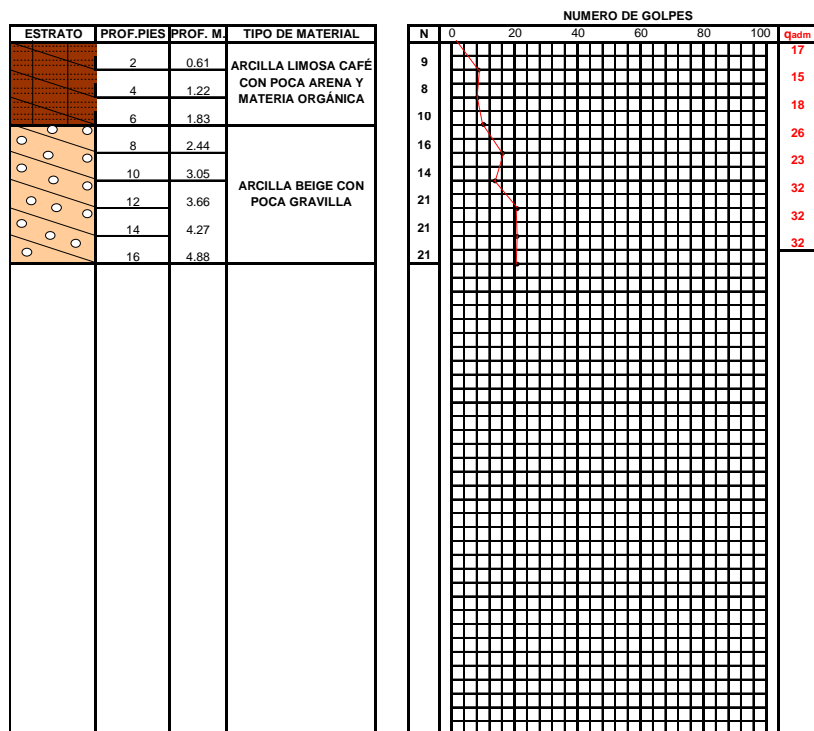 NUMERO DE GOLPES
ESTRATO PROF.PIES PROF. M. TIPO DE MATERIAL N 0 20 40 60 80 100 qadm
2 0.61 9 17
4 1.22 8 15
6 1.83 10 18
ARCILLA LIMOSA CAFÉ
CON POCA ARENA Y
MATERIA ORGÁNICA
8 2.44 16 26
10 3.05 14 23
12 3.66 21 32
14 4.27 21 32
16 4.88 21 32
ARCILLA BEIGE CON
POCA GRAVILLA